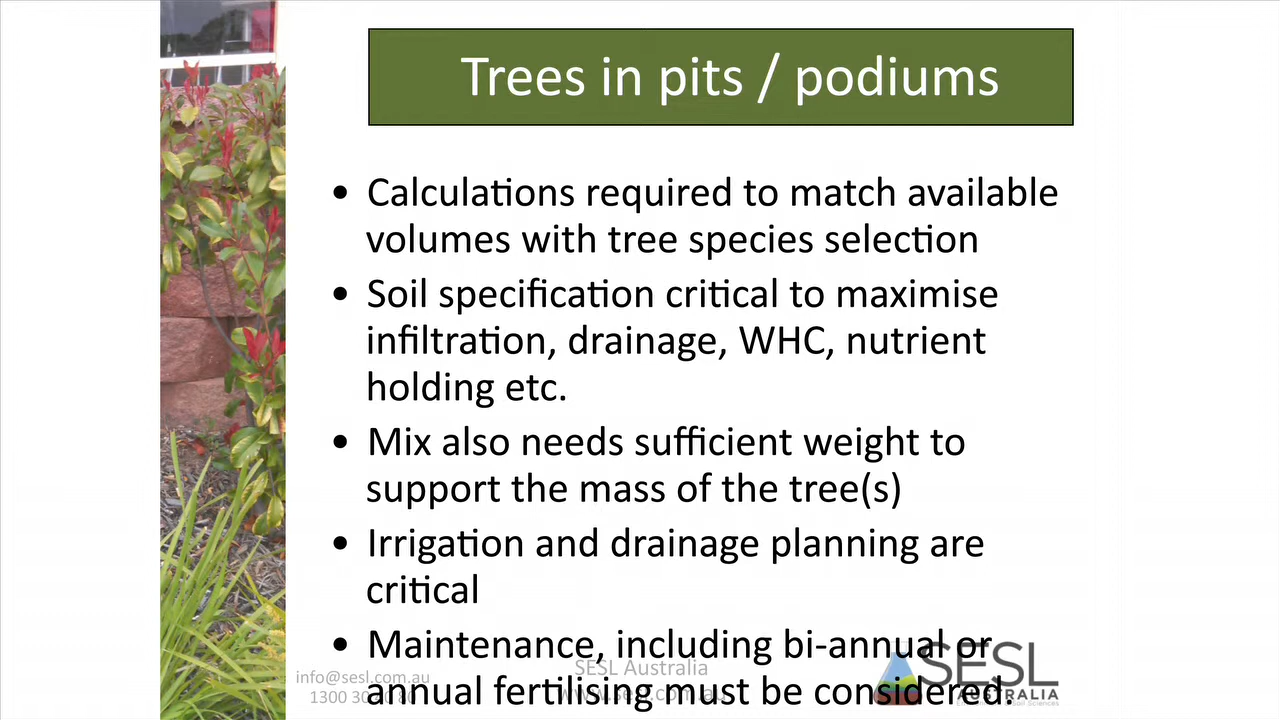 Trees in pits / podiums
• Calculations required to match available
volumes with tree species selection
• Soil specification critical to maximise
infiltration, drainage, WHC, nutrient
holding etc.
• Mix also needs sufficient weight to
support the mass of the tree(s)
• Irrigation and drainage planning are
critical
• Maintenance, including bi-annual or
annual fertilising must be considered.
info@sesl.com.au
SESL Australia
SESL
AUSTRALIA